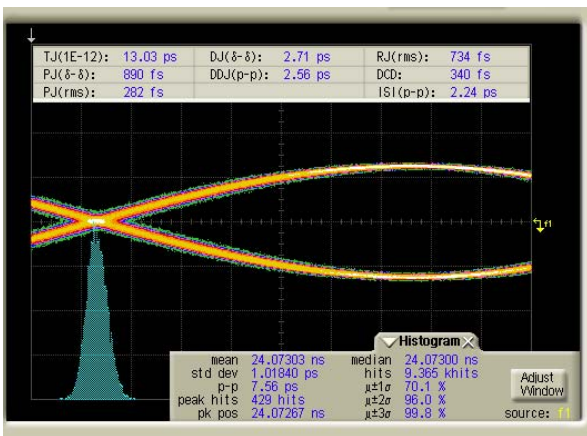 TJ(1E-12): 13.03 ps DJ(δ-δ): 2.71 ps RJ(rms): 734 fs
PJ(δ-δ): 890 fs DDJ(p-p): 2.56 ps DCD: 340 fs
PJ(rms): 282 fs ISI(p-p): 2.24 ps
f1
Histogram
mean 24.07303 ns median 24.07300 ns
std dev 1.01840 ps hits 9.365 khits
p-p 7.56 ps μ±1σ 70.1 %
peak hits 429 hits μ±2σ 96.0 %
pk pos 24.07267 ns μ±3σ 99.8 %
Adjust
Window
source: f1